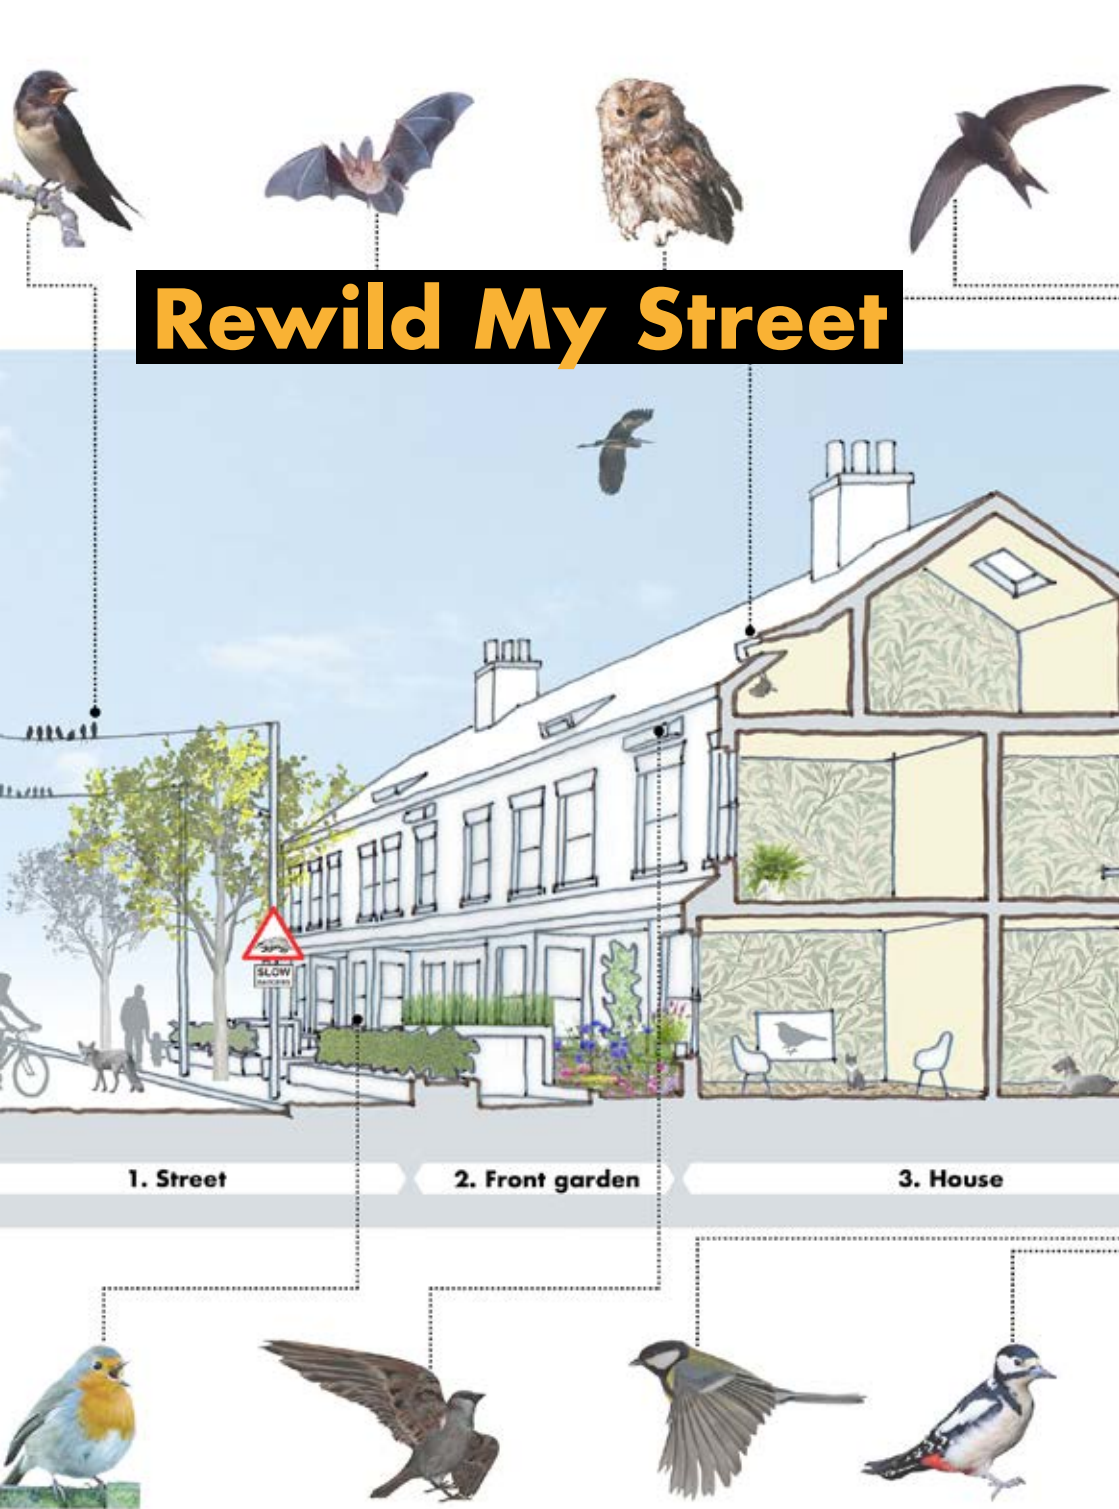 Rewild My Street
SLOW
1. Street
2. Front garden
3. House